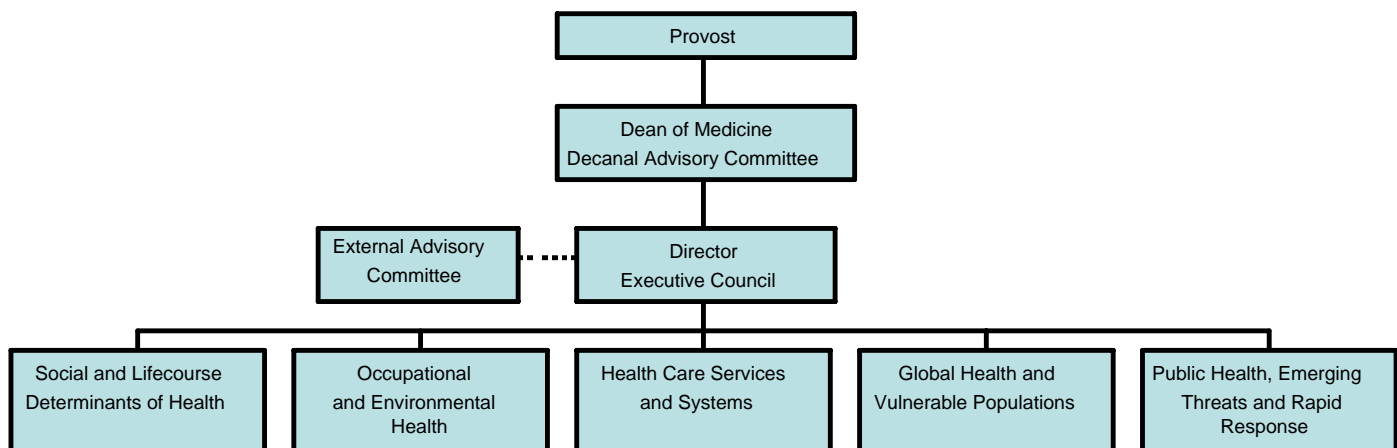 Provost
Dean of Medicine
Decanal Advisory Committee
External Advisory
Committee
Director
Executive Council
Social and Lifecourse
Determinants of Health
Occupational
and Environmental
Health
Health Care Services
and Systems
Global Health and
Vulnerable Populations
Public Health, Emerging
Threats and Rapid
Response